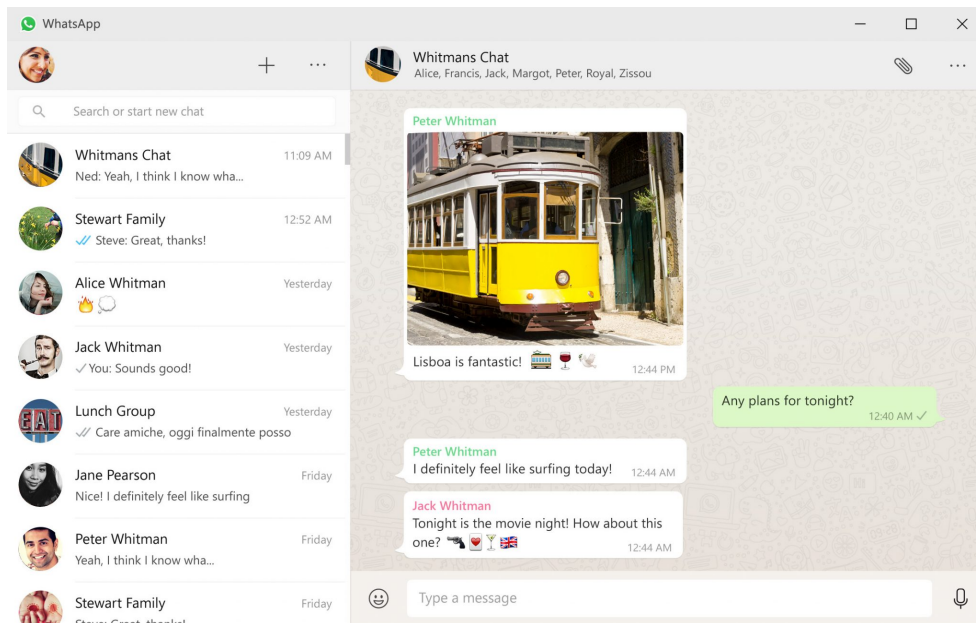 WhatsApp
Search or start new chat
Whitmans Chat
11:09 AM
Ned: Yeah, I think I know wha...
Stewart Family
12:52 AM
Steve: Great, thanks!
Alice Whitman
Yesterday
Jack Whitman
Yesterday
You: Sounds good!
Lunch Group
Yesterday
Care amiche, oggi finalmente posso
Jane Pearson
Friday
Nice! I definitely feel like surfing
Peter Whitman
Friday
Yeah, I think I know wha...
Stewart Family
Friday
Steve: Great, thanks!
EAT
Whitmans Chat
Alice, Francis, Jack, Margot, Peter, Royal, Zissou
Peter Whitman
Lisboa is fantastic! 🚋 🍷 🕊
12:44 PM
Any plans for tonight?
12:40 AM
Peter Whitman
I definitely feel like surfing today!
12:44 AM
Jack Whitman
Tonight is the movie night! How about this
one? 🔫 💌 🍸 🇬🇧
12:44 AM
Type a message